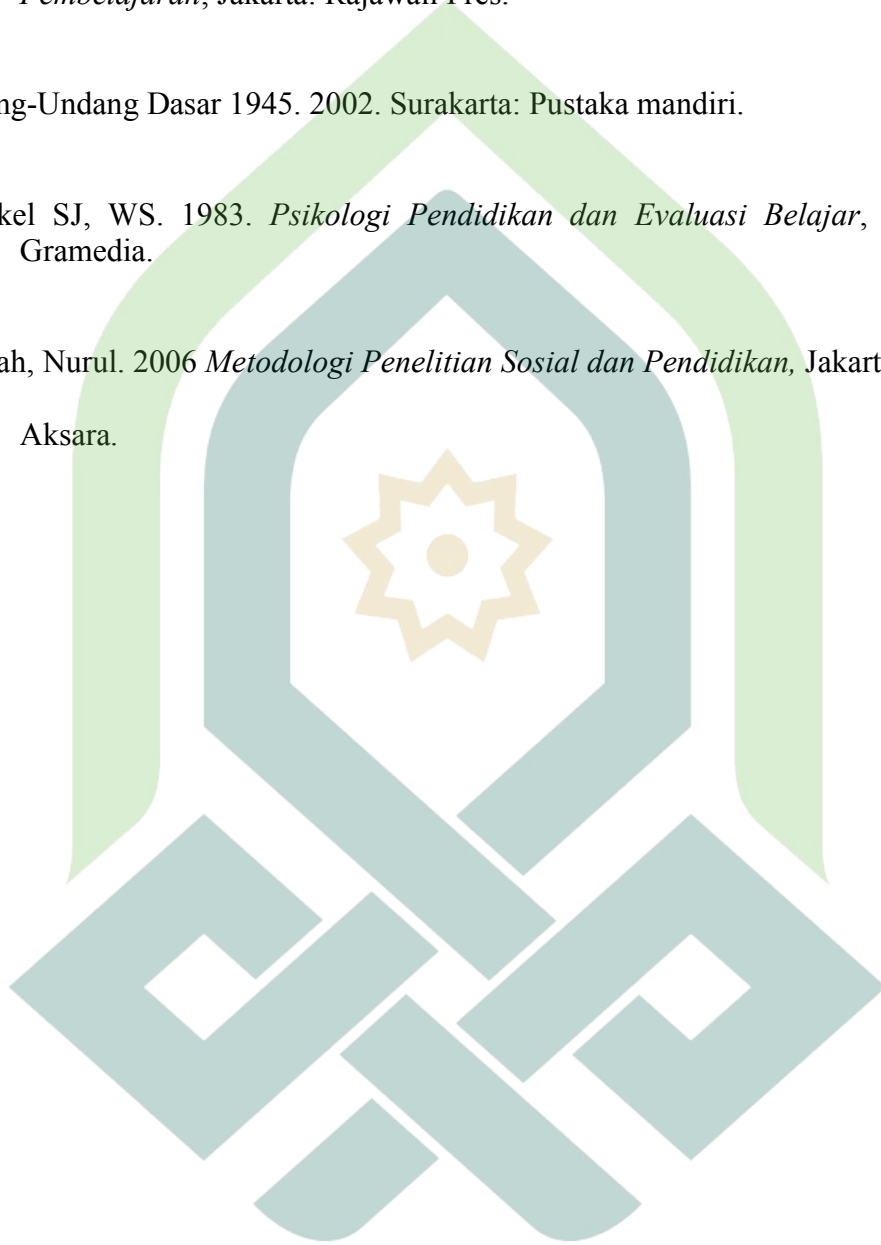 Pembelajaran, Jakarta: Rajawali Pres.
ng-Undang Dasar 1945. 2002. Surakarta: Pustaka mandiri.
kel SJ, WS. 1983. Psikologi Pendidikan dan Evaluasi Belajar,
Gramedia.
ah, Nurul. 2006 Metodologi Penelitian Sosial dan Pendidikan, Jakart
Aksara.